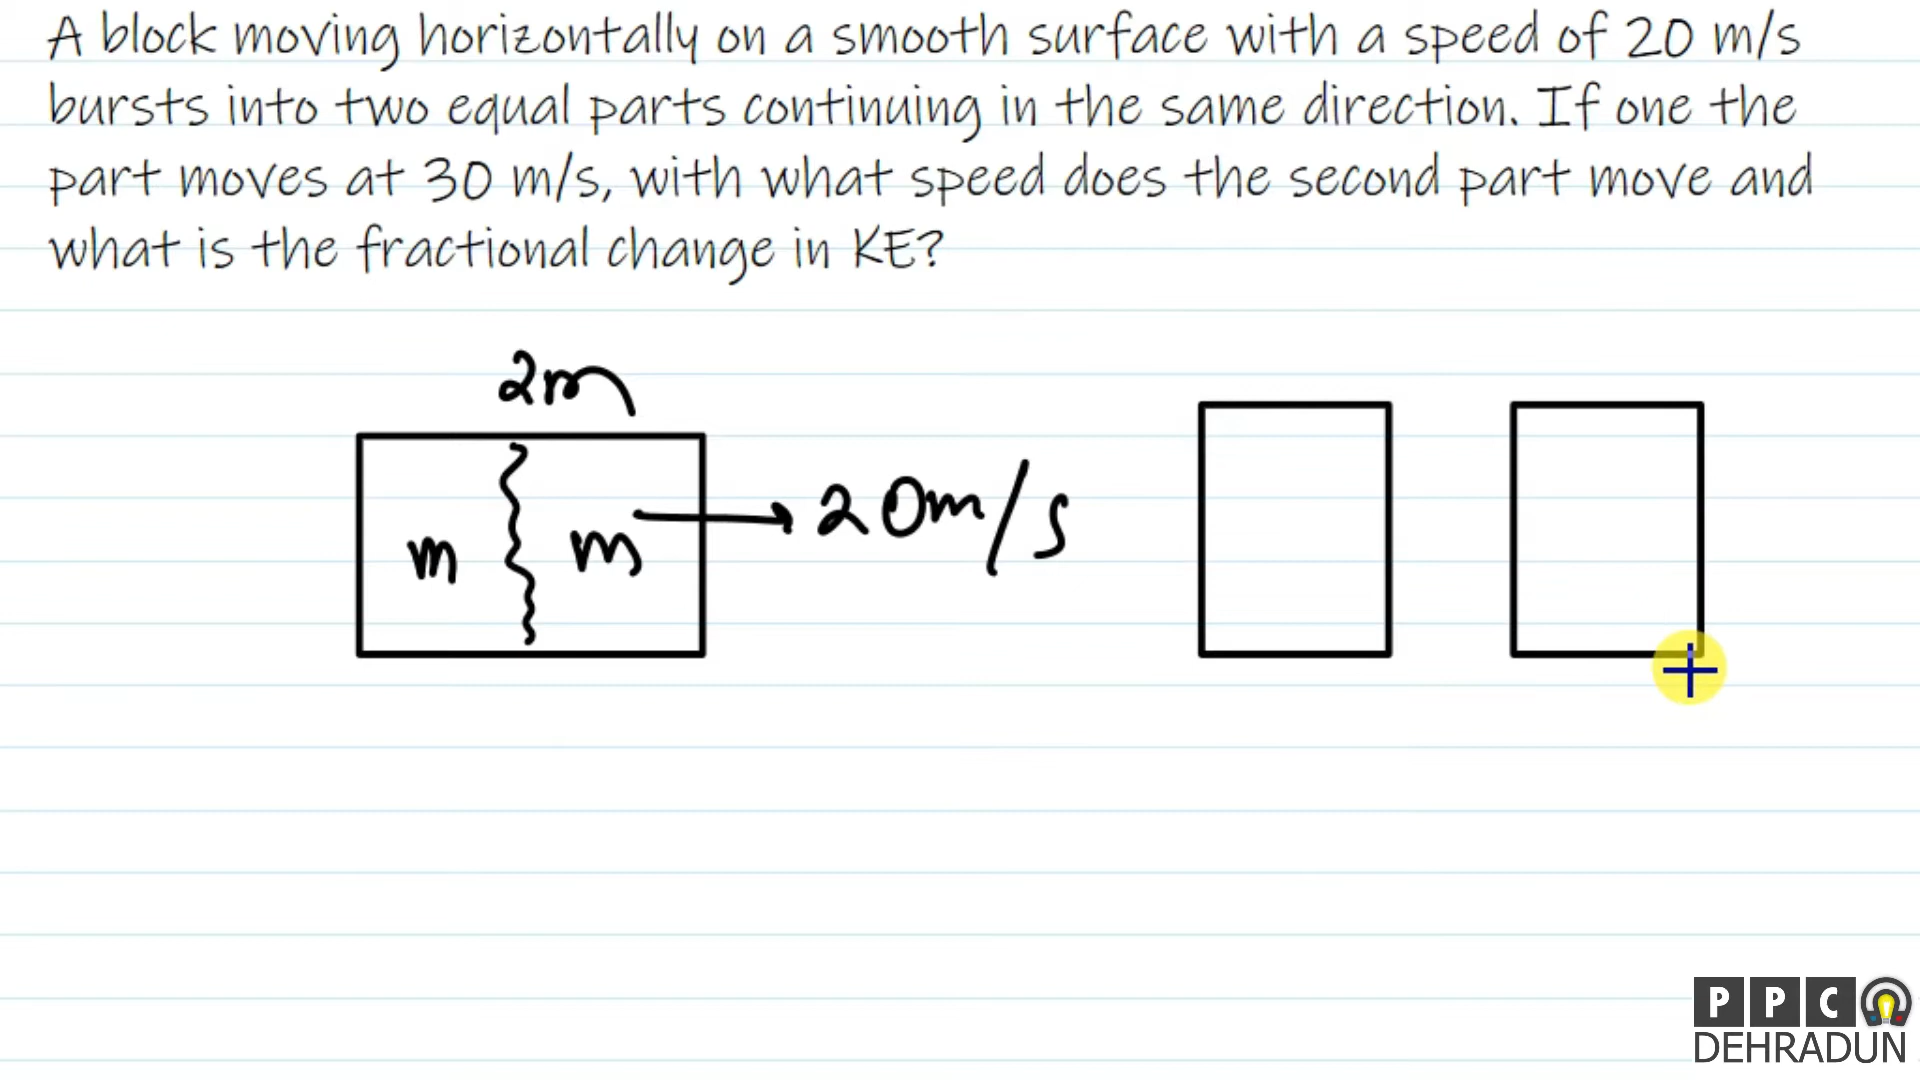 A block moving horizontally on a smooth surface with a speed of 20 m/s
bursts into two equal parts continuing in the same direction. If one the
part moves at 30 m/s, with what speed does the second part move and
what is the fractional change in KE?
2m
m m 20m/s
PPC
DEHRADUN